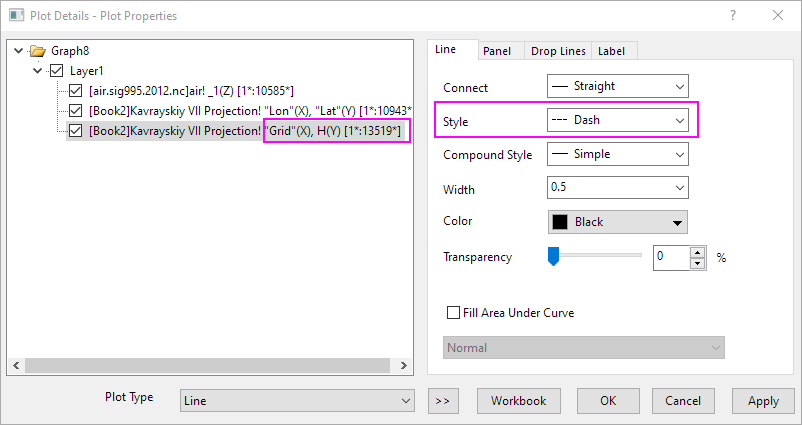 Plot Details - Plot Properties
Graph8
Layer1
[air.sig995.2012.nc]air! _1(Z) [1*:10585*]
[Book2]Kavrayskiy VII Projection! "Lon"(X), "Lat"(Y) [1*:10943*
[Book2]Kavrayskiy VII Projection! "Grid"(X), H(Y) [1*:13519*]
Line Panel Drop Lines Label
Connect Straight
Style Dash
Compound Style Simple
Width 0.5
Color Black
Transparency 0 %
Fill Area Under Curve
Normal
Plot Type Line >> Workbook OK Cancel Apply